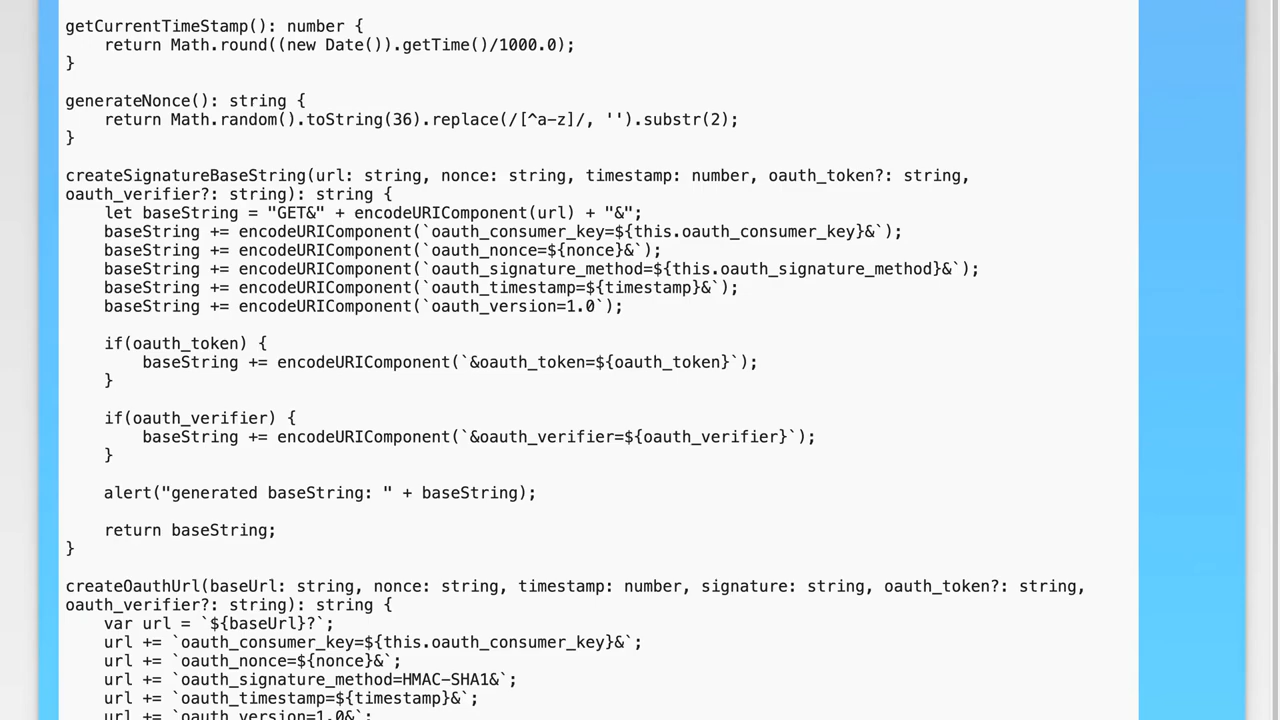 getCurrentTimeStamp(): number {
    return Math.round((new Date()).getTime()/1000.0);
}

generateNonce(): string {
    return Math.random().toString(36).replace(/[^a-z]/, '').substr(2);
}

createSignatureBaseString(url: string, nonce: string, timestamp: number, oauth_token?: string,
oauth_verifier?: string): string {
    let baseString = "GET&" + encodeURIComponent(url) + "&";
    baseString += encodeURIComponent(`oauth_consumer_key=${this.oauth_consumer_key}&`);
    baseString += encodeURIComponent(`oauth_nonce=${nonce}&`);
    baseString += encodeURIComponent(`oauth_signature_method=${this.oauth_signature_method}&`);
    baseString += encodeURIComponent(`oauth_timestamp=${timestamp}&`);
    baseString += encodeURIComponent(`oauth_version=1.0`);

    if(oauth_token) {
        baseString += encodeURIComponent(`&oauth_token=${oauth_token}`);
    }

    if(oauth_verifier) {
        baseString += encodeURIComponent(`&oauth_verifier=${oauth_verifier}`);
    }

    alert("generated baseString: " + baseString);

    return baseString;
}

createOauthUrl(baseUrl: string, nonce: string, timestamp: number, signature: string, oauth_token?: string,
oauth_verifier?: string): string {
    var url = `${baseUrl}?`;
    url += `oauth_consumer_key=${this.oauth_consumer_key}&`;
    url += `oauth_nonce=${nonce}&`;
    url += `oauth_signature_method=HMAC-SHA1&`;
    url += `oauth_timestamp=${timestamp}&`;
    url += `oauth_version=1.0&`;